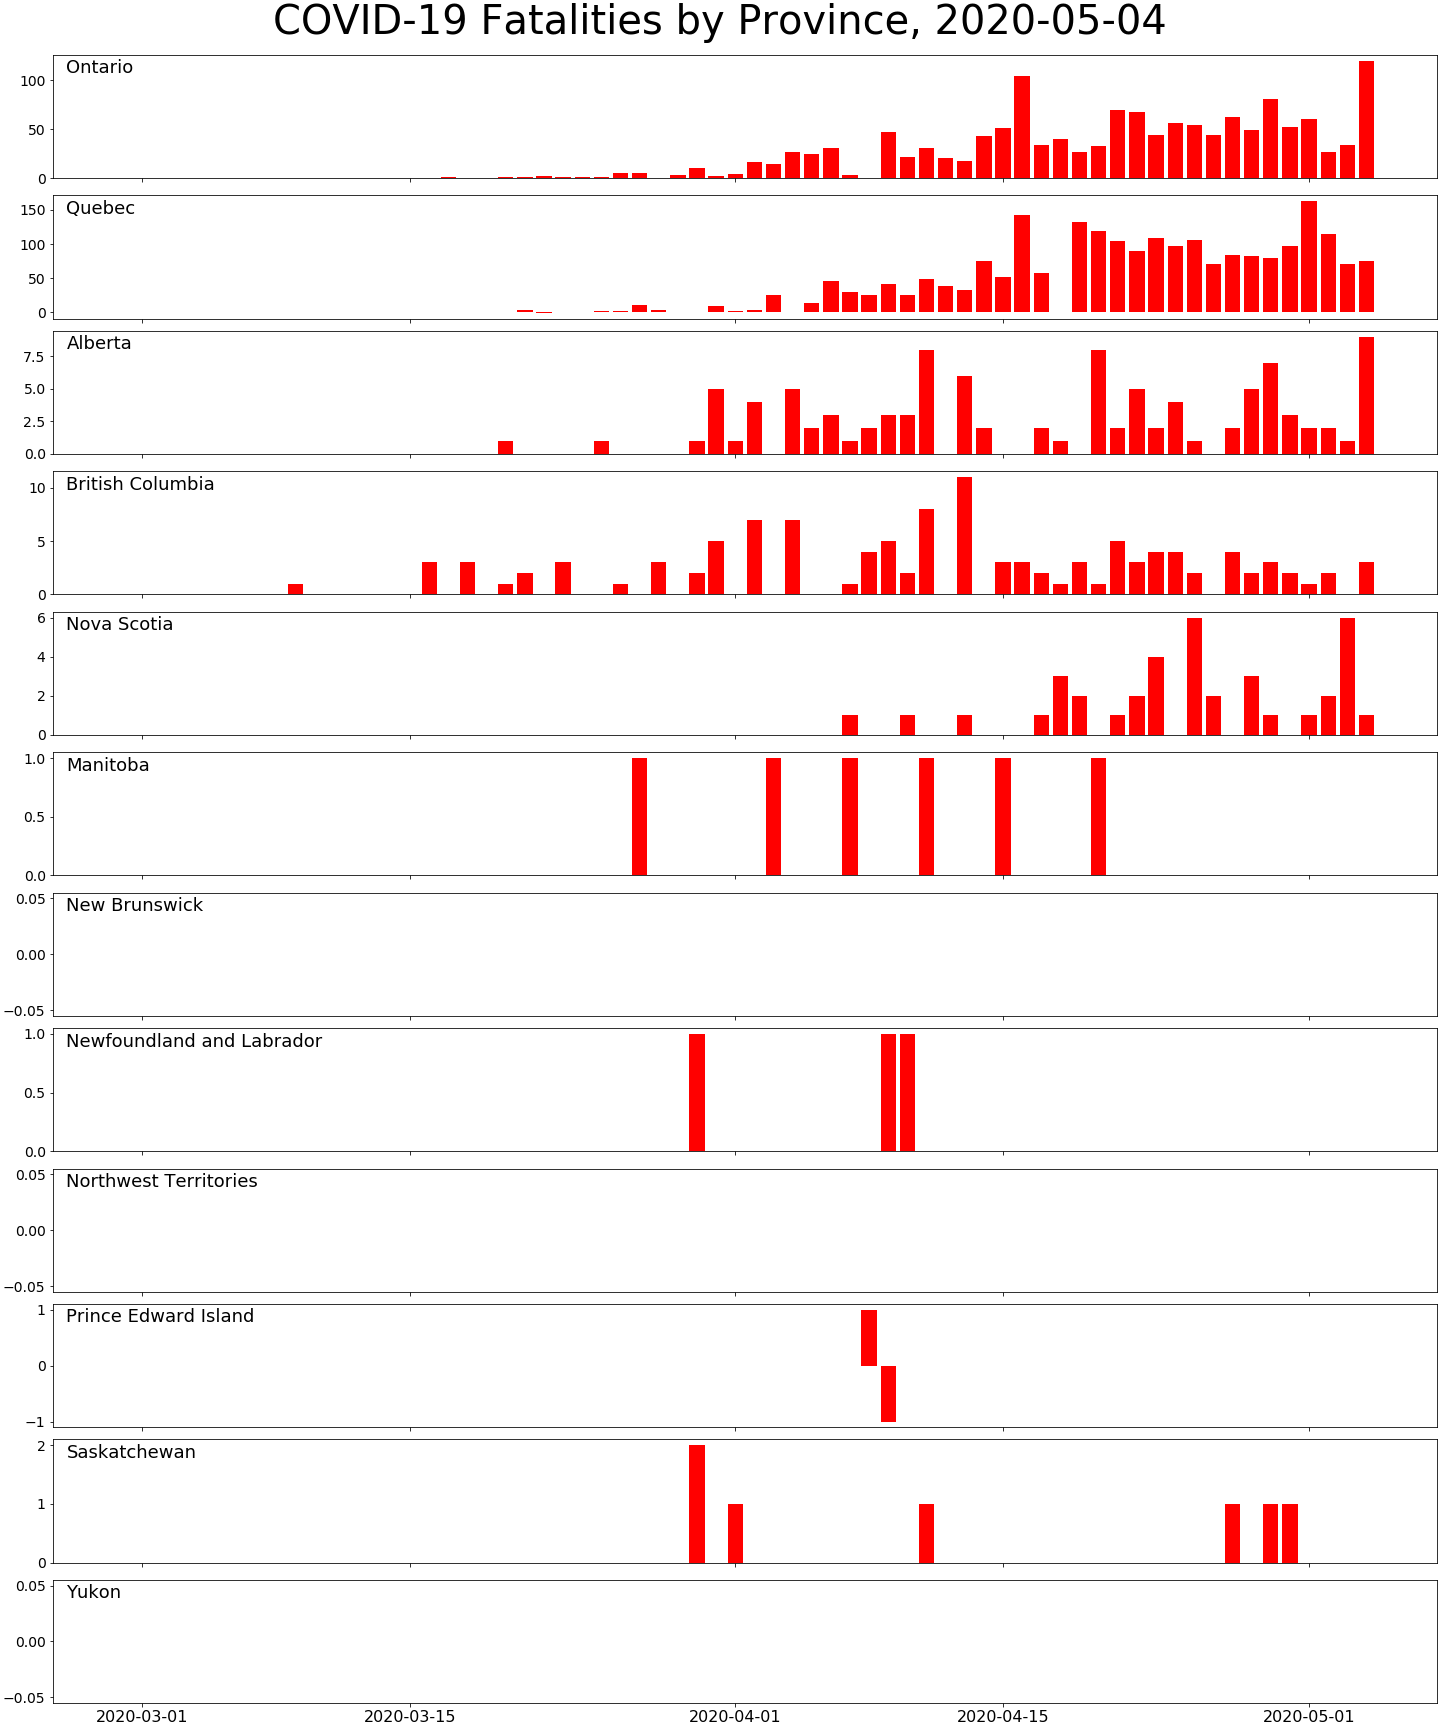 COVID-19 Fatalities by Province, 2020-05-04
Ontario
100
50
0
Quebec
150
100
50
0
Alberta
7.5
5.0
2.5
0.0
British Columbia
10
5
0
Nova Scotia
6
4
2
0
Manitoba
1.0
0.5
0.0
New Brunswick
0.05
0.00
−0.05
Newfoundland and Labrador
1.0
0.5
0.0
Northwest Territories
0.05
0.00
−0.05
Prince Edward Island
1
0
−1
Saskatchewan
2
1
0
Yukon
0.05
0.00
−0.05
2020-03-01 2020-03-15 2020-04-01 2020-04-15 2020-05-01